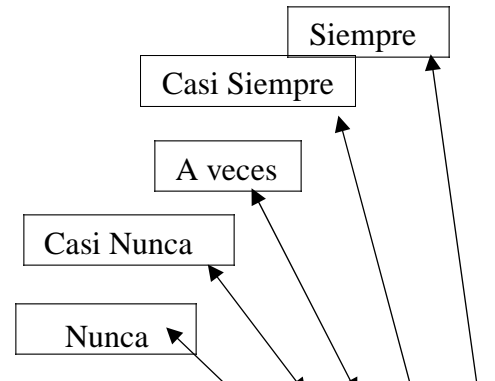 Siempre
Casi Siempre
A veces
Casi Nunca
Nunca